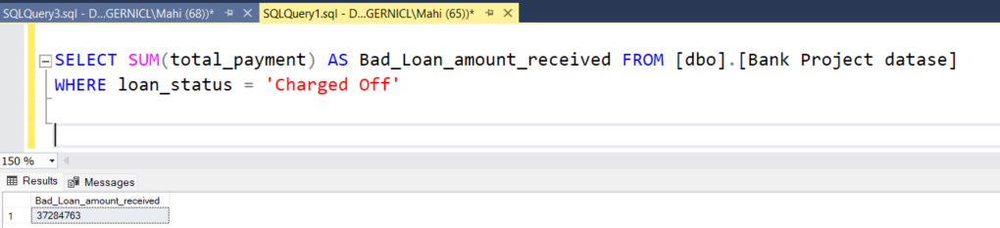 SQLQuery3.sql - D...GERNICL\Mahi (68))* SQLQuery1.sql - D...GERNICL\Mahi (65))*
SELECT SUM(total_payment) AS Bad_Loan_amount_received FROM [dbo].[Bank Project datase]
WHERE loan_status = 'Charged Off'
150 %
Results Messages
Bad_Loan_amount_received
1 37284763